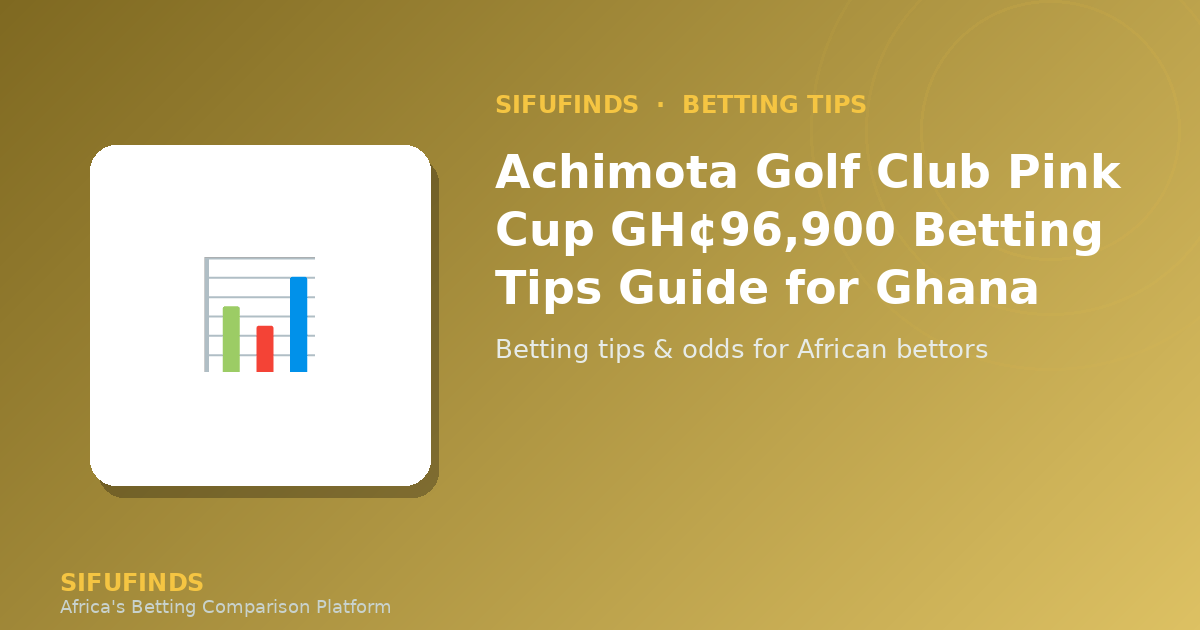 SIFUFINDS · BETTING TIPS
Achimota Golf Club Pink
Cup GH¢96,900 Betting
Tips Guide for Ghana
Betting tips & odds for African bettors
SIFUFINDS
Africa's Betting Comparison Platform